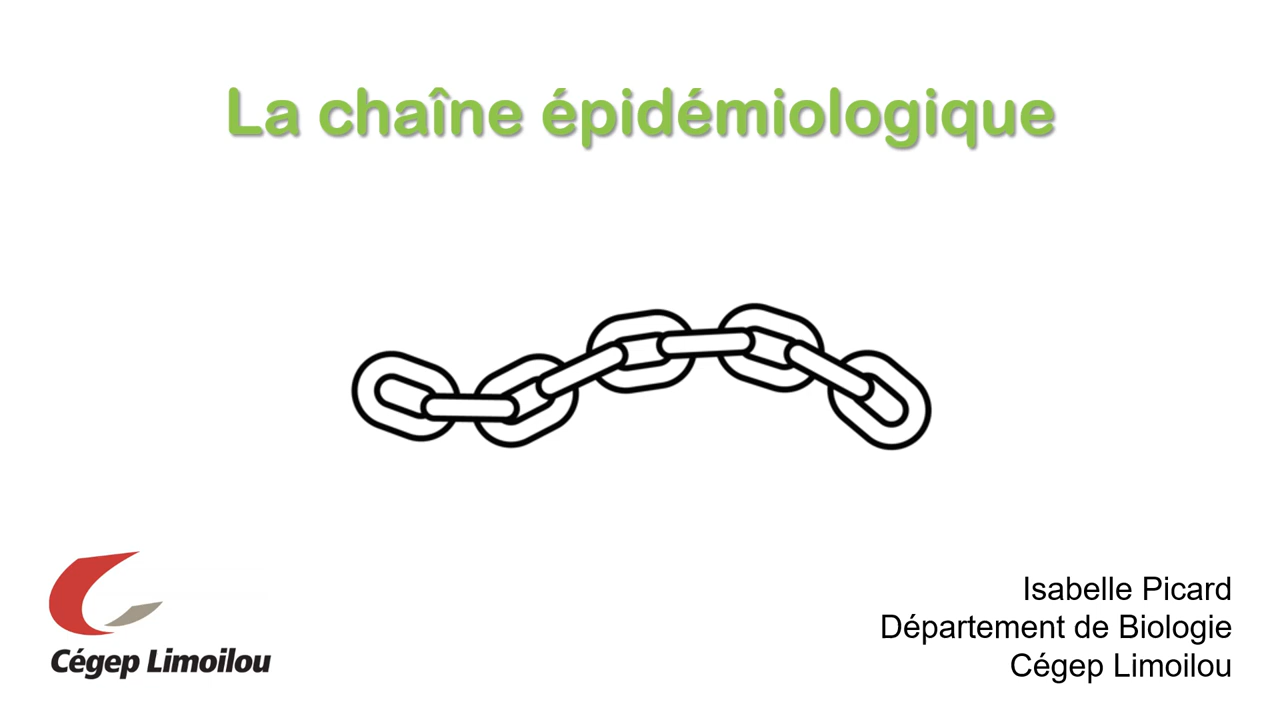 La chaîne épidémiologique
Isabelle Picard
Département de Biologie
Cégep Limoilou
Cégep Limoilou